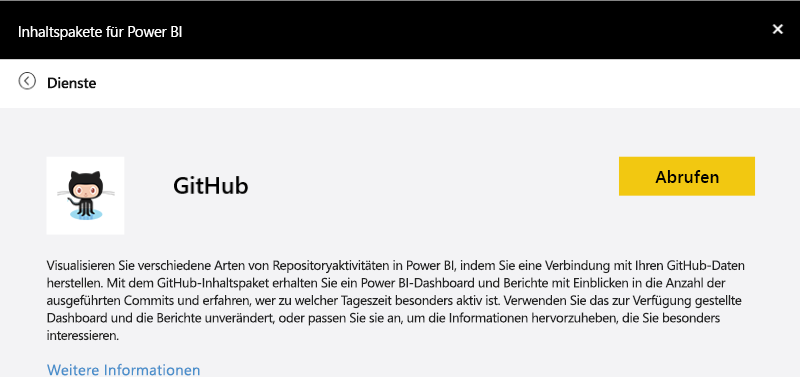 Inhaltspakete für Power BI
Dienste
GitHub
Abrufen
Visualisieren Sie verschiedene Arten von Repositoryaktivitäten in Power BI, indem Sie eine Verbindung mit Ihren GitHub-Daten
herstellen. Mit dem GitHub-Inhaltspaket erhalten Sie ein Power BI-Dashboard und Berichte mit Einblicken in die Anzahl der
ausgeführten Commits und erfahren, wer zu welcher Tageszeit besonders aktiv ist. Verwenden Sie das zur Verfügung gestellte
Dashboard und die Berichte unverändert, oder passen Sie sie an, um die Informationen hervorzuheben, die Sie besonders
interessieren.
Weitere Informationen